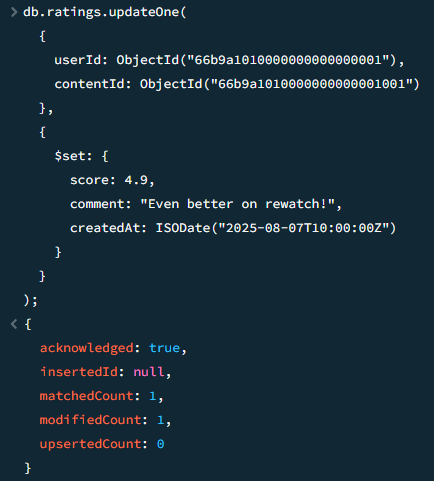 > db.ratings.updateOne(
{
userId: ObjectId("66b9a1010000000000000001"),
contentId: ObjectId("66b9a1010000000000001001")
},
{
$set: {
score: 4.9,
comment: "Even better on rewatch!",
createdAt: ISODate("2025-08-07T10:00:00Z")
}
}
);
< {
acknowledged: true,
insertedId: null,
matchedCount: 1,
modifiedCount: 1,
upsertedCount: 0
}